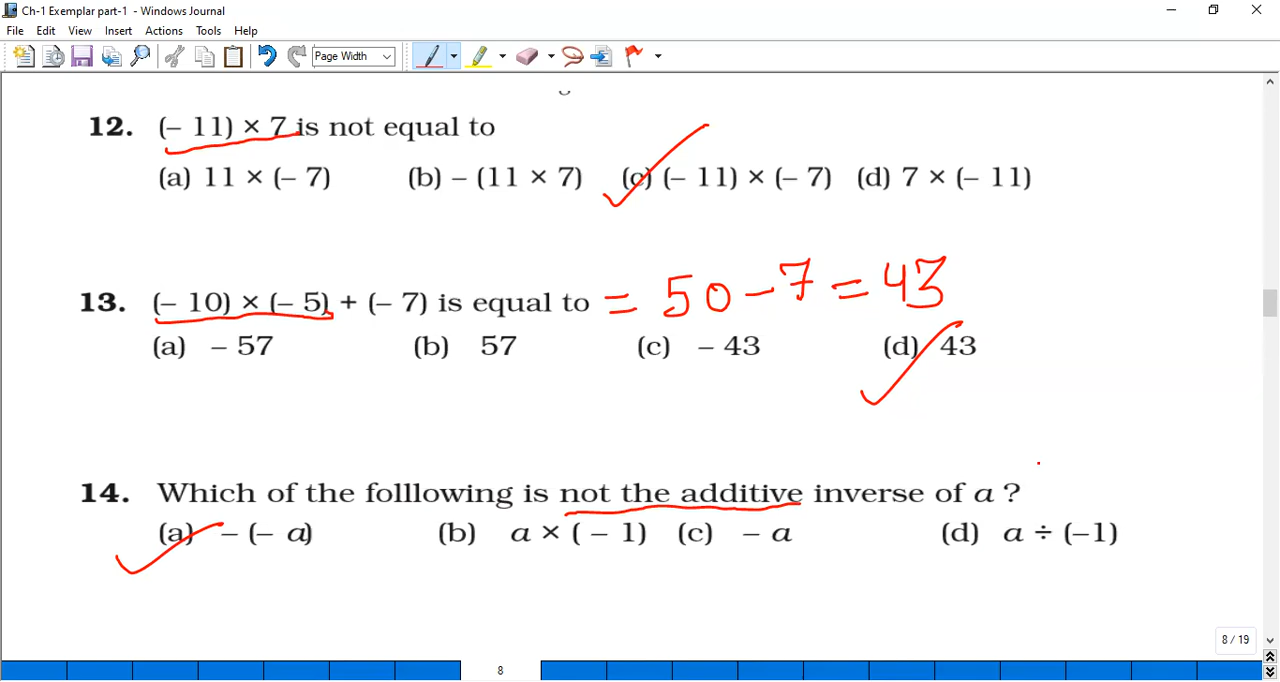 Ch-1 Exemplar part-1 - Windows Journal
File Edit View Insert Actions Tools Help
Page Width
12. (– 11) × 7 is not equal to
(a) 11 × (– 7) (b) – (11 × 7) (c) (– 11) × (– 7) (d) 7 × (– 11)
13. (– 10) × (– 5) + (– 7) is equal to = 50 - 7 = 43
(a) – 57 (b) 57 (c) – 43 (d) 43
14. Which of the folllowing is not the additive inverse of a ?
(a) – (– a) (b) a × ( – 1) (c) – a (d) a ÷ (–1)
8 / 19
8